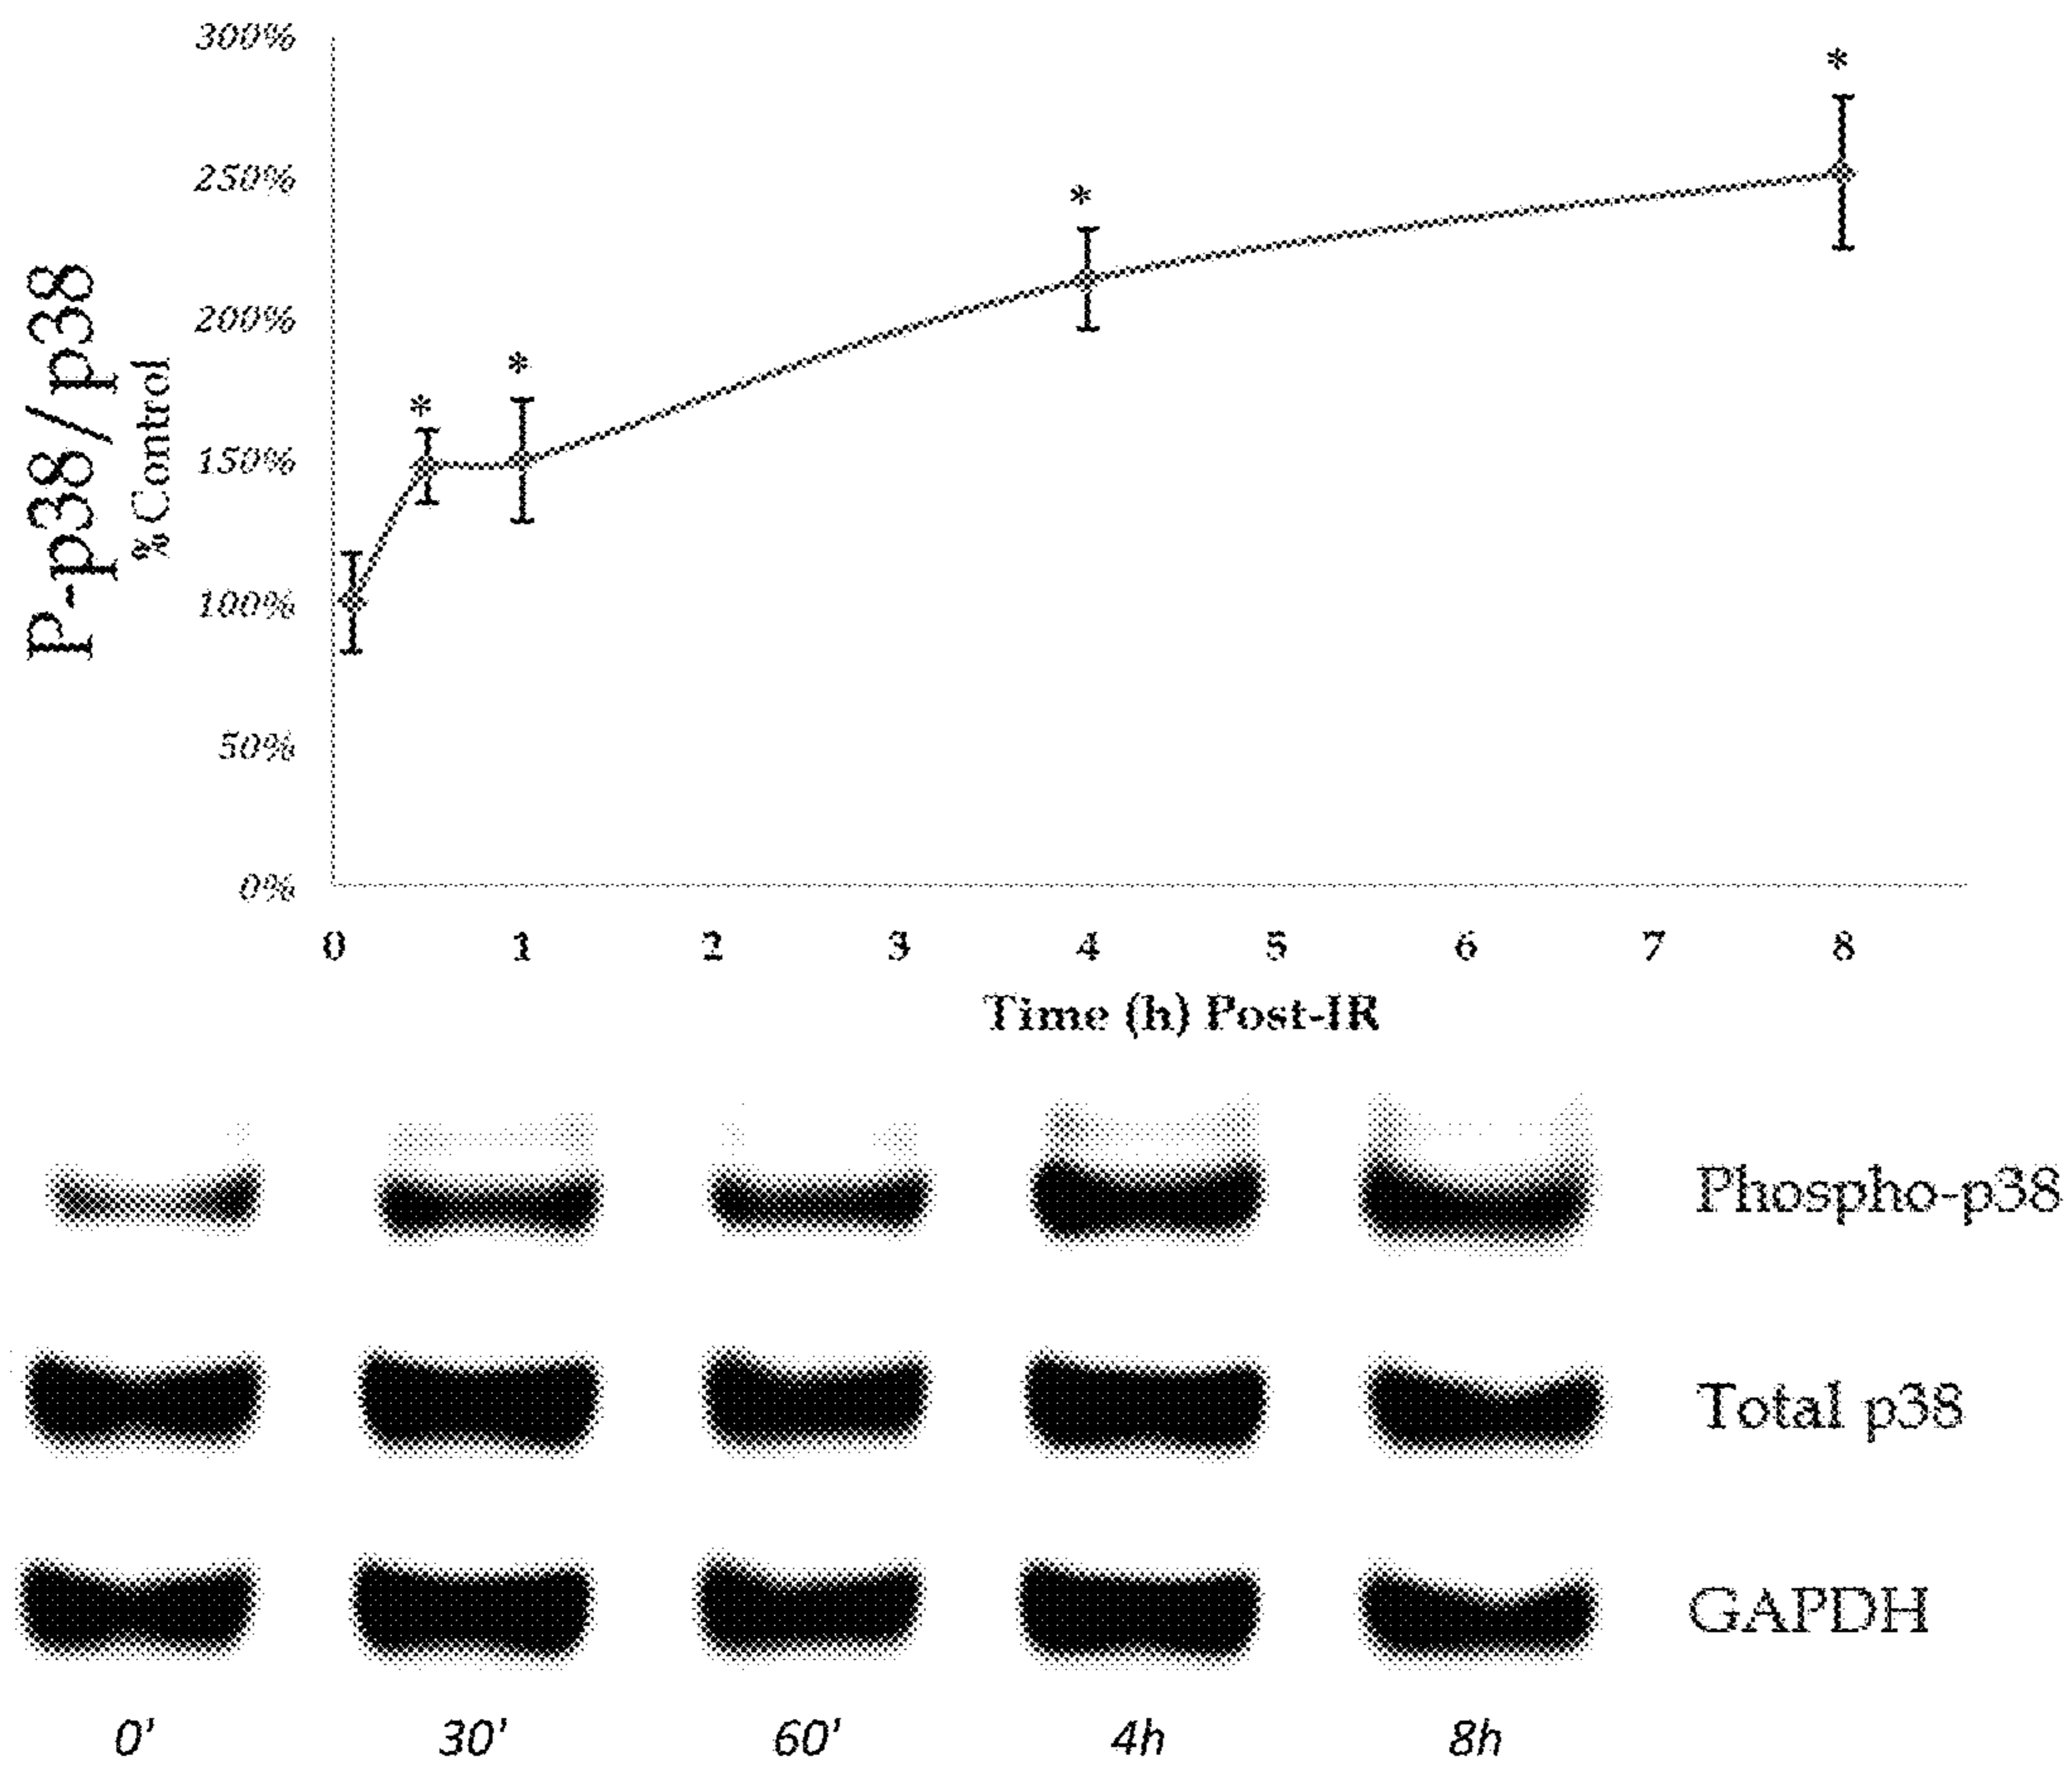 300%
*
250%
*
200%
*
*
150%
100%
50%
0%
P-p38/p38
% Control
0 1 2 3 4 5 6 7 8
Time (h) Post-IR
Phospho-p38
Total p38
GAPDH
0' 30' 60' 4h 8h